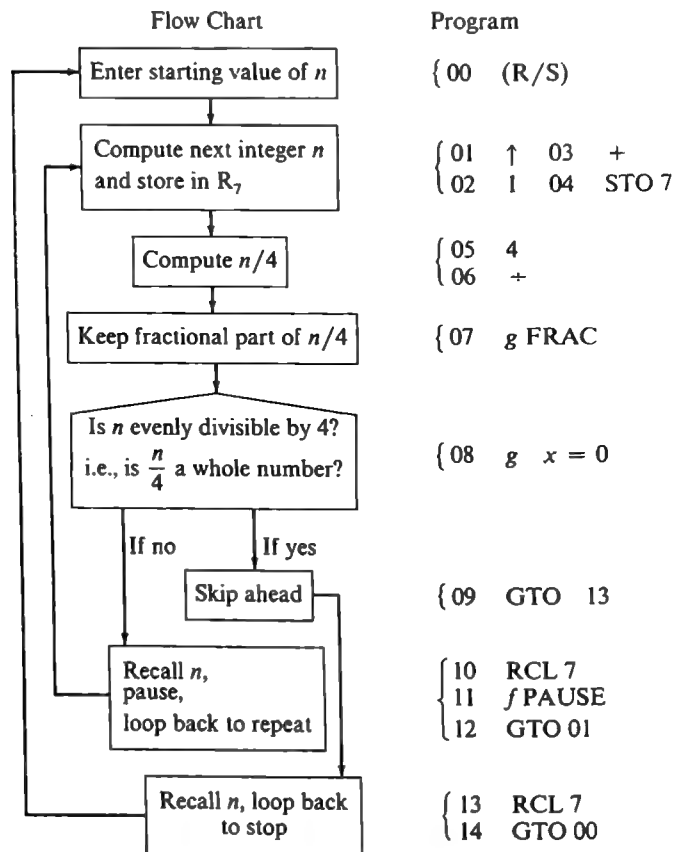 Flow Chart Program
Enter starting value of n { 00 (R/S)
Compute next integer n
and store in R₇
{ 01 ↑ 03 +
02 1 04 STO 7
Compute n/4
{ 05 4
06 ÷
Keep fractional part of n/4 { 07 g FRAC
Is n evenly divisible by 4?
i.e., is n/4 a whole number?
{ 08 g x = 0
If no If yes
Skip ahead { 09 GTO 13
Recall n,
pause,
loop back to repeat
{ 10 RCL 7
11 f PAUSE
12 GTO 01
Recall n, loop back
to stop
{ 13 RCL 7
14 GTO 00